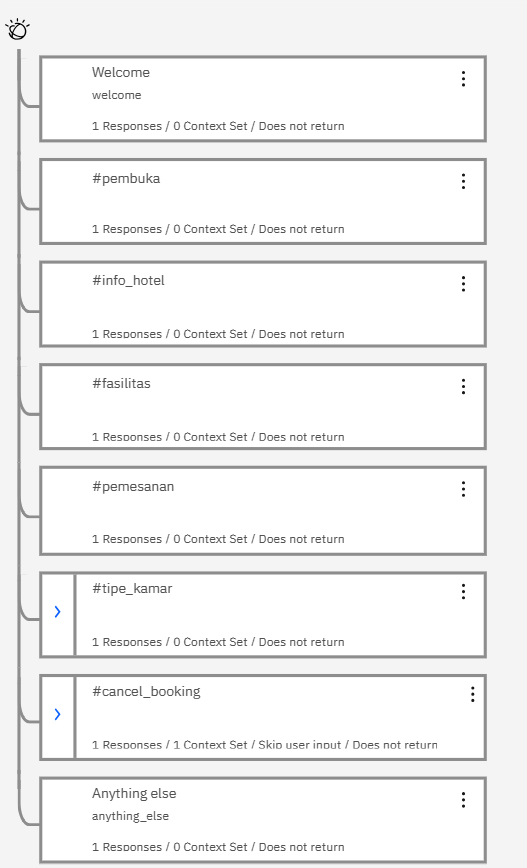 Welcome
welcome
1 Responses / 0 Context Set / Does not return
#pembuka
1 Responses / 0 Context Set / Does not return
#info_hotel
1 Responses / 0 Context Set / Does not return
#fasilitas
1 Responses / 0 Context Set / Does not return
#pemesanan
1 Responses / 0 Context Set / Does not return
#tipe_kamar
1 Responses / 0 Context Set / Does not return
#cancel_booking
1 Responses / 1 Context Set / Skip user input / Does not return
Anything else
anything_else
1 Responses / 0 Context Set / Does not return